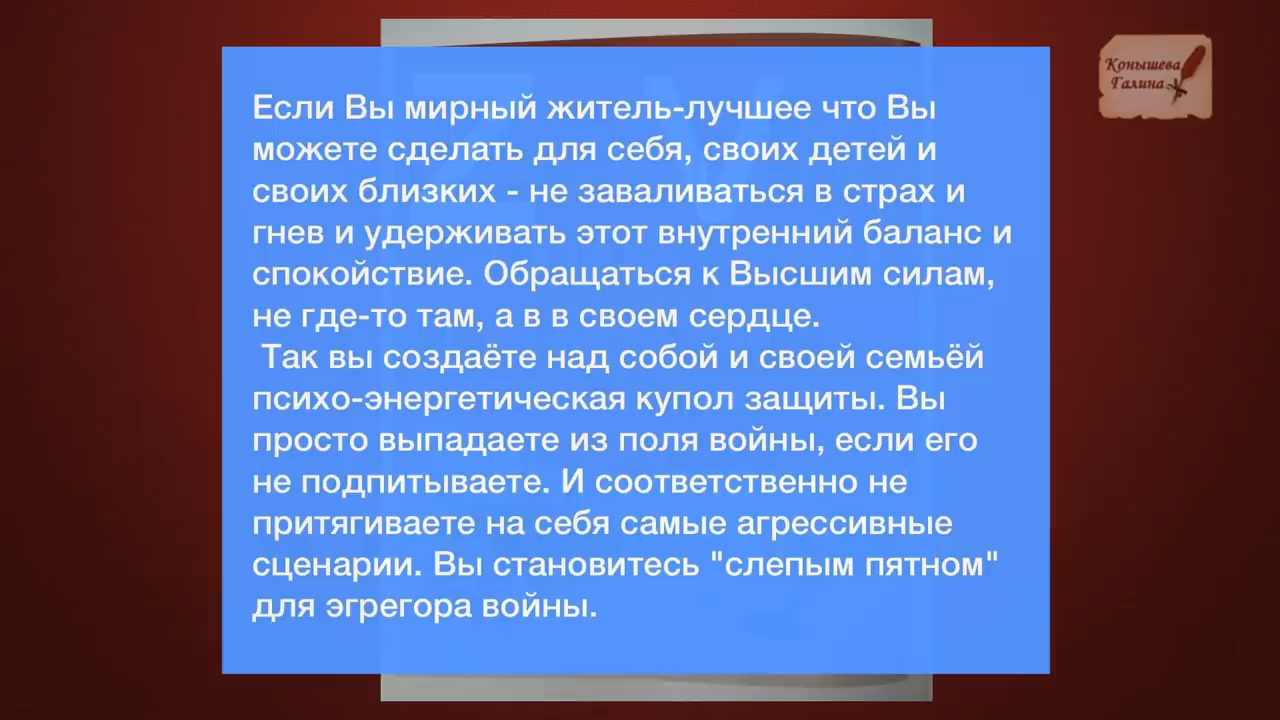 Конышева
Галина
Если Вы мирный житель-лучшее что Вы
можете сделать для себя, своих детей и
своих близких - не заваливаться в страх и
гнев и удерживать этот внутренний баланс и
спокойствие. Обращаться к Высшим силам,
не где-то там, а в в своем сердце.
Так вы создаёте над собой и своей семьёй
психо-энергетическая купол защиты. Вы
просто выпадаете из поля войны, если его
не подпитываете. И соответственно не
притягиваете на себя самые агрессивные
сценарии. Вы становитесь "слепым пятном"
для эгрегора войны.